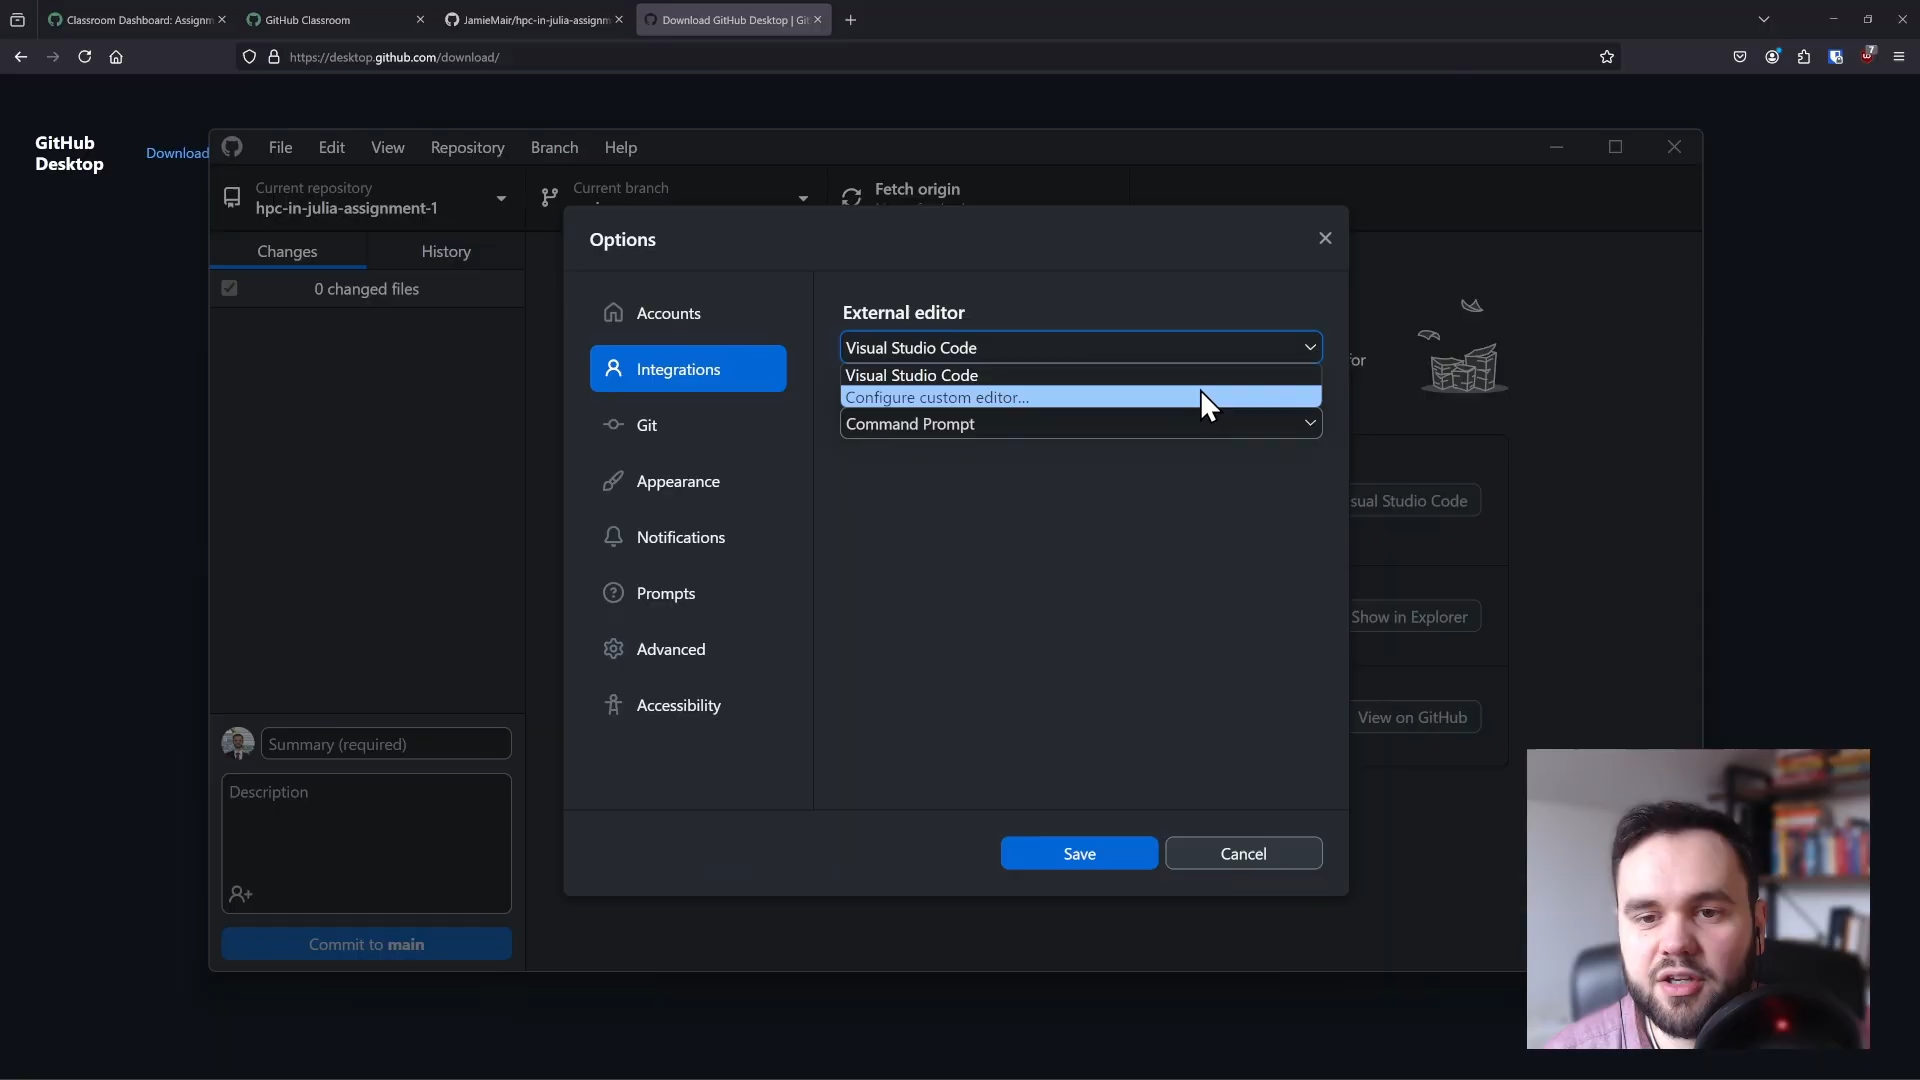 Classroom Dashboard: Assignm
GitHub Classroom
JamieMair/hpc-in-julia-assignm
Download GitHub Desktop | Git
https://desktop.github.com/download/
7
GitHub
Desktop
Download
File
Edit
View
Repository
Branch
Help
Current repository
hpc-in-julia-assignment-1
Current branch
Fetch origin
Changes
History
0 changed files
Options
Accounts
Integrations
Git
Appearance
Notifications
Prompts
Advanced
Accessibility
External editor
Visual Studio Code
Visual Studio Code
Configure custom editor...
Command Prompt
for
sual Studio Code
Show in Explorer
View on GitHub
Save
Cancel
Summary (required)
Description
Commit to main